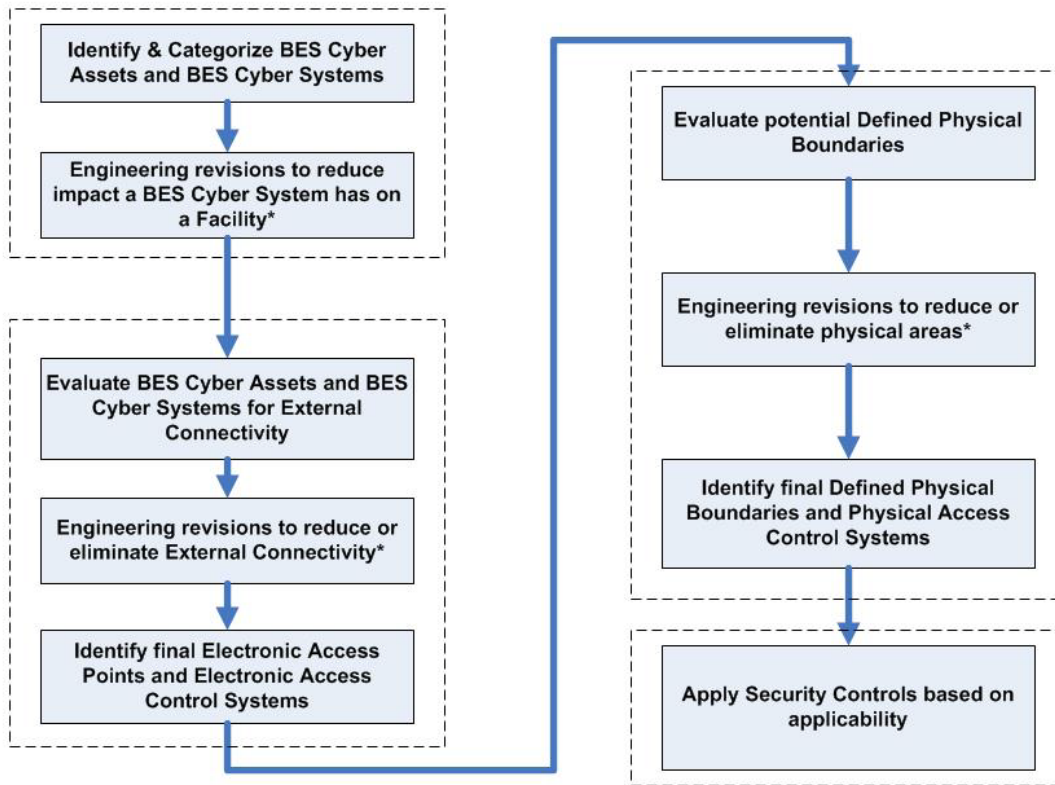 Identify & Categorize BES Cyber
Assets and BES Cyber Systems
Engineering revisions to reduce
impact a BES Cyber System has on
a Facility*
Evaluate BES Cyber Assets and BES
Cyber Systems for External
Connectivity
Engineering revisions to reduce or
eliminate External Connectivity*
Identify final Electronic Access
Points and Electronic Access
Control Systems
Evaluate potential Defined Physical
Boundaries
Engineering revisions to reduce or
eliminate physical areas*
Identify final Defined Physical
Boundaries and Physical Access
Control Systems
Apply Security Controls based on
applicability